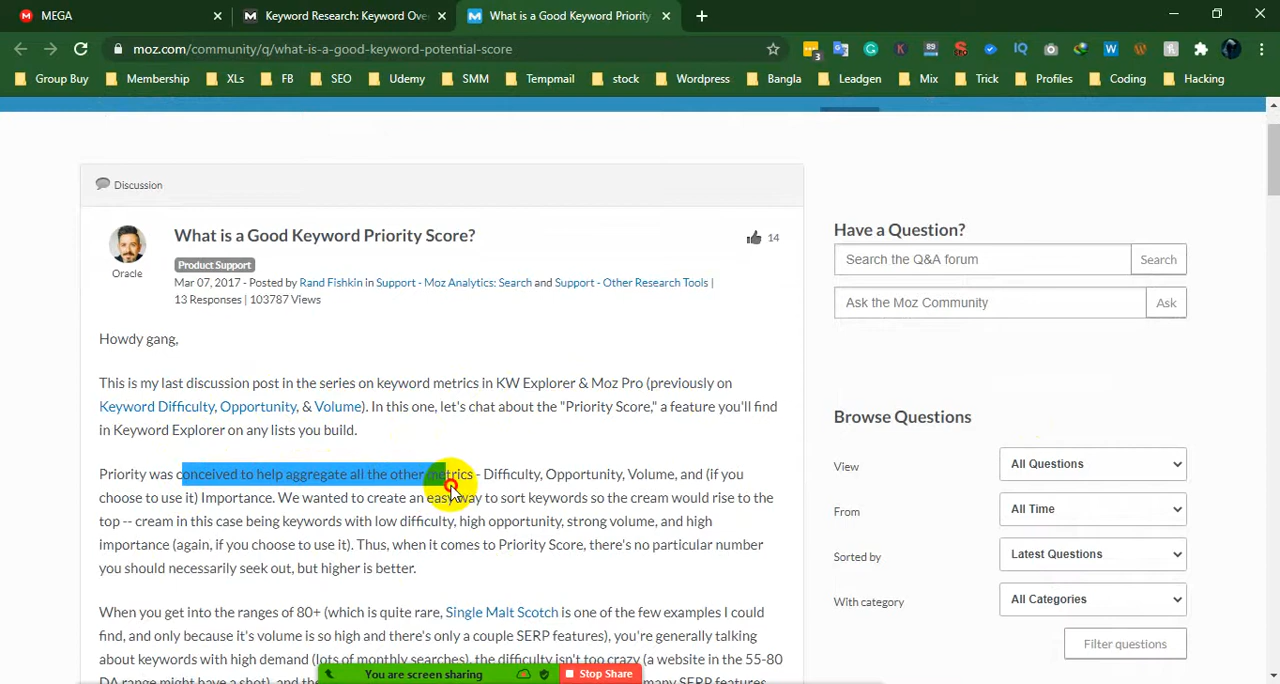 MEGA
Keyword Research: Keyword Ove
What is a Good Keyword Priority
moz.com/community/q/what-is-a-good-keyword-potential-score
3
89
IQ
W
Group Buy
Membership
XLs
FB
SEO
Udemy
SMM
Tempmail
stock
Wordpress
Bangla
Leadgen
Mix
Trick
Profiles
Coding
Hacking
Discussion
What is a Good Keyword Priority Score?
14
Oracle
Product Support
Mar 07, 2017 - Posted by Rand Fishkin in Support - Moz Analytics: Search and Support - Other Research Tools |
13 Responses | 103787 Views
Howdy gang,
This is my last discussion post in the series on keyword metrics in KW Explorer & Moz Pro (previously on
Keyword Difficulty, Opportunity, & Volume). In this one, let's chat about the "Priority Score," a feature you'll find
in Keyword Explorer on any lists you build.
Priority was conceived to help aggregate all the other metrics - Difficulty, Opportunity, Volume, and (if you
choose to use it) Importance. We wanted to create an easy way to sort keywords so the cream would rise to the
top -- cream in this case being keywords with low difficulty, high opportunity, strong volume, and high
importance (again, if you choose to use it). Thus, when it comes to Priority Score, there's no particular number
you should necessarily seek out, but higher is better.
When you get into the ranges of 80+ (which is quite rare, Single Malt Scotch is one of the few examples I could
find, and only because it's volume is so high and there's only a couple SERP features), you're generally talking
about keywords with high demand (lots of monthly searches), the difficulty isn't too crazy (a website in the 55-80
DA range might have a shot), and the
many SERP features
Have a Question?
Search the Q&A forum
Search
Ask the Moz Community
Ask
Browse Questions
View
All Questions
From
All Time
Sorted by
Latest Questions
With category
All Categories
Filter questions
You are screen sharing
Stop Share